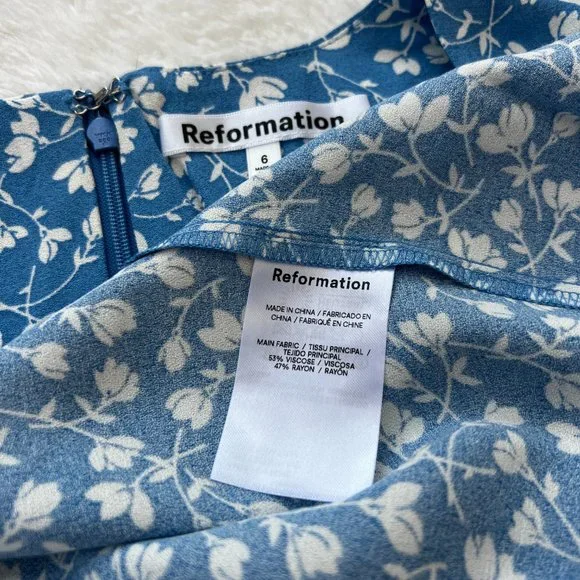 Reformation
6
MADE
Reformation
MADE IN CHINA / FABRICADO EN
CHINA / FABRIQUÉ EN CHINE
MAIN FABRIC / TISSU PRINCIPAL /
TEJIDO PRINCIPAL
53% VISCOSE / VISCOSA
47% RAYON / RAYÓN